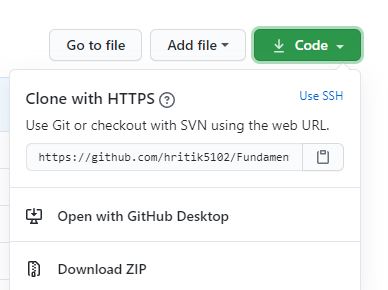 Go to file
Add file
Code
Clone with HTTPS
Use SSH
Use Git or checkout with SVN using the web URL.
https://github.com/hritik5102/Fundamen
Open with GitHub Desktop
Download ZIP